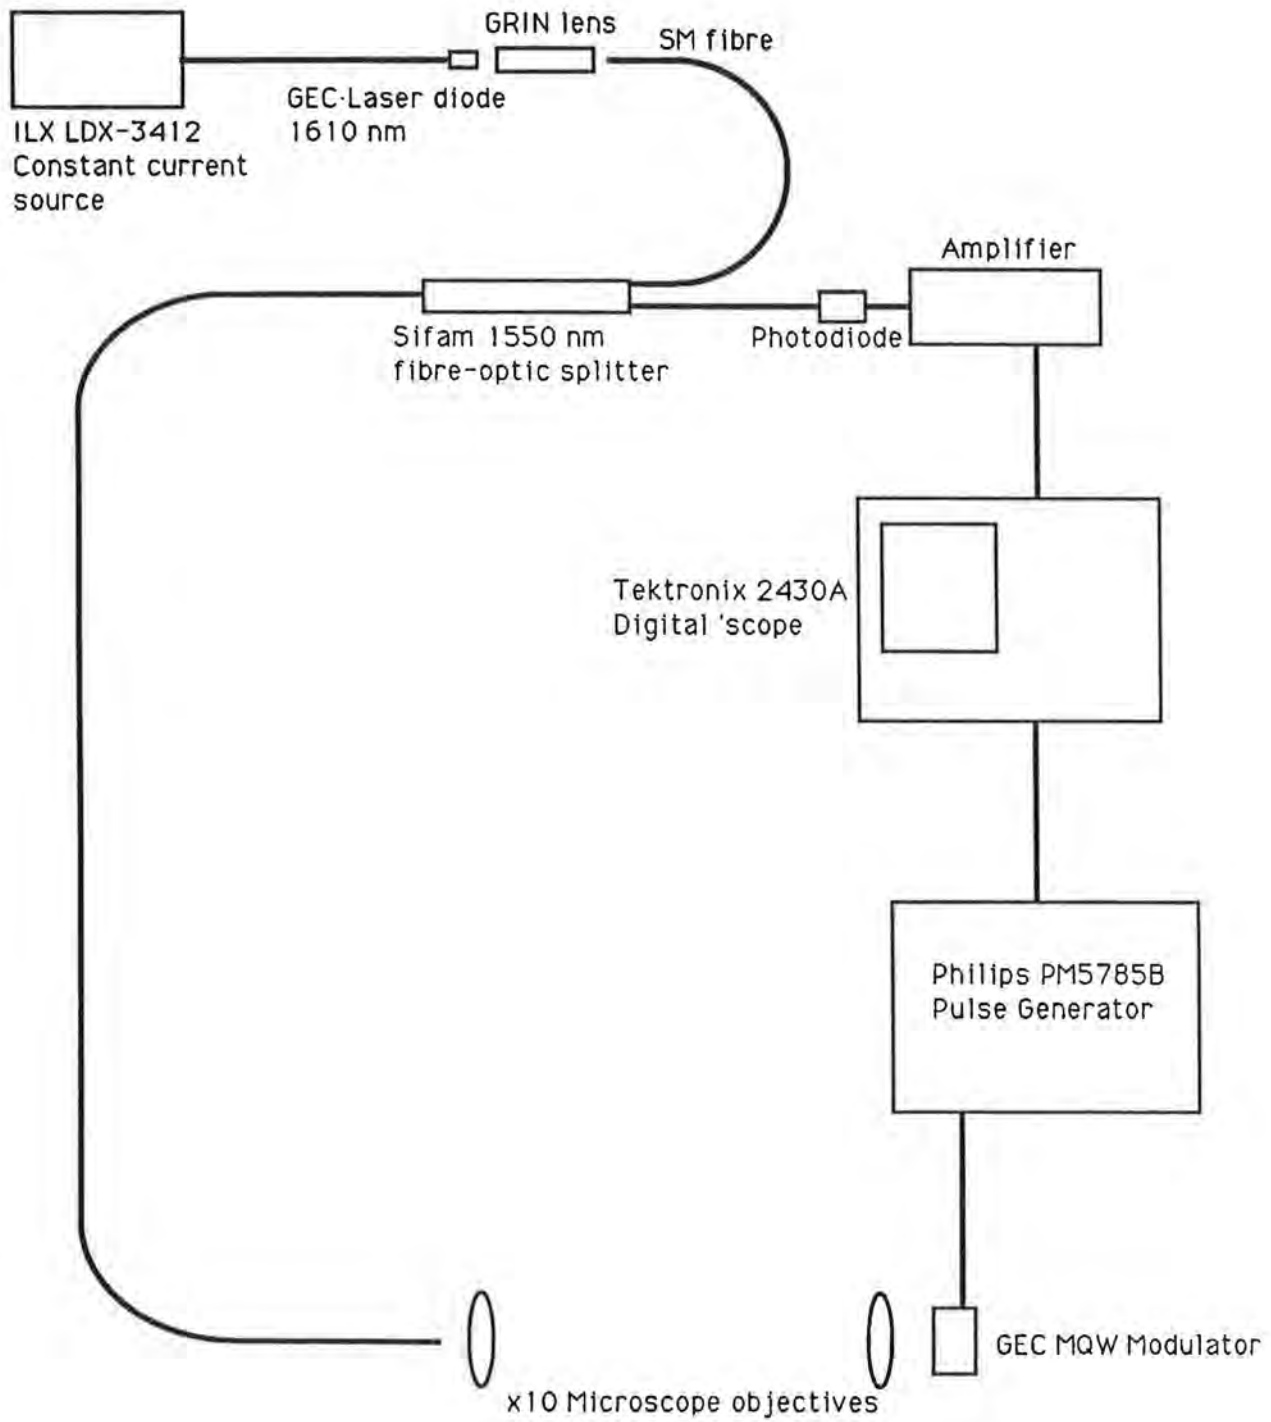 GRIN lens
SM fibre
GEC·Laser diode
1610 nm
ILX LDX-3412
Constant current
source
Amplifier
Sifam 1550 nm
fibre-optic splitter
Photodiode
Tektronix 2430A
Digital 'scope
Philips PM5785B
Pulse Generator
GEC MQW Modulator
x10 Microscope objectives